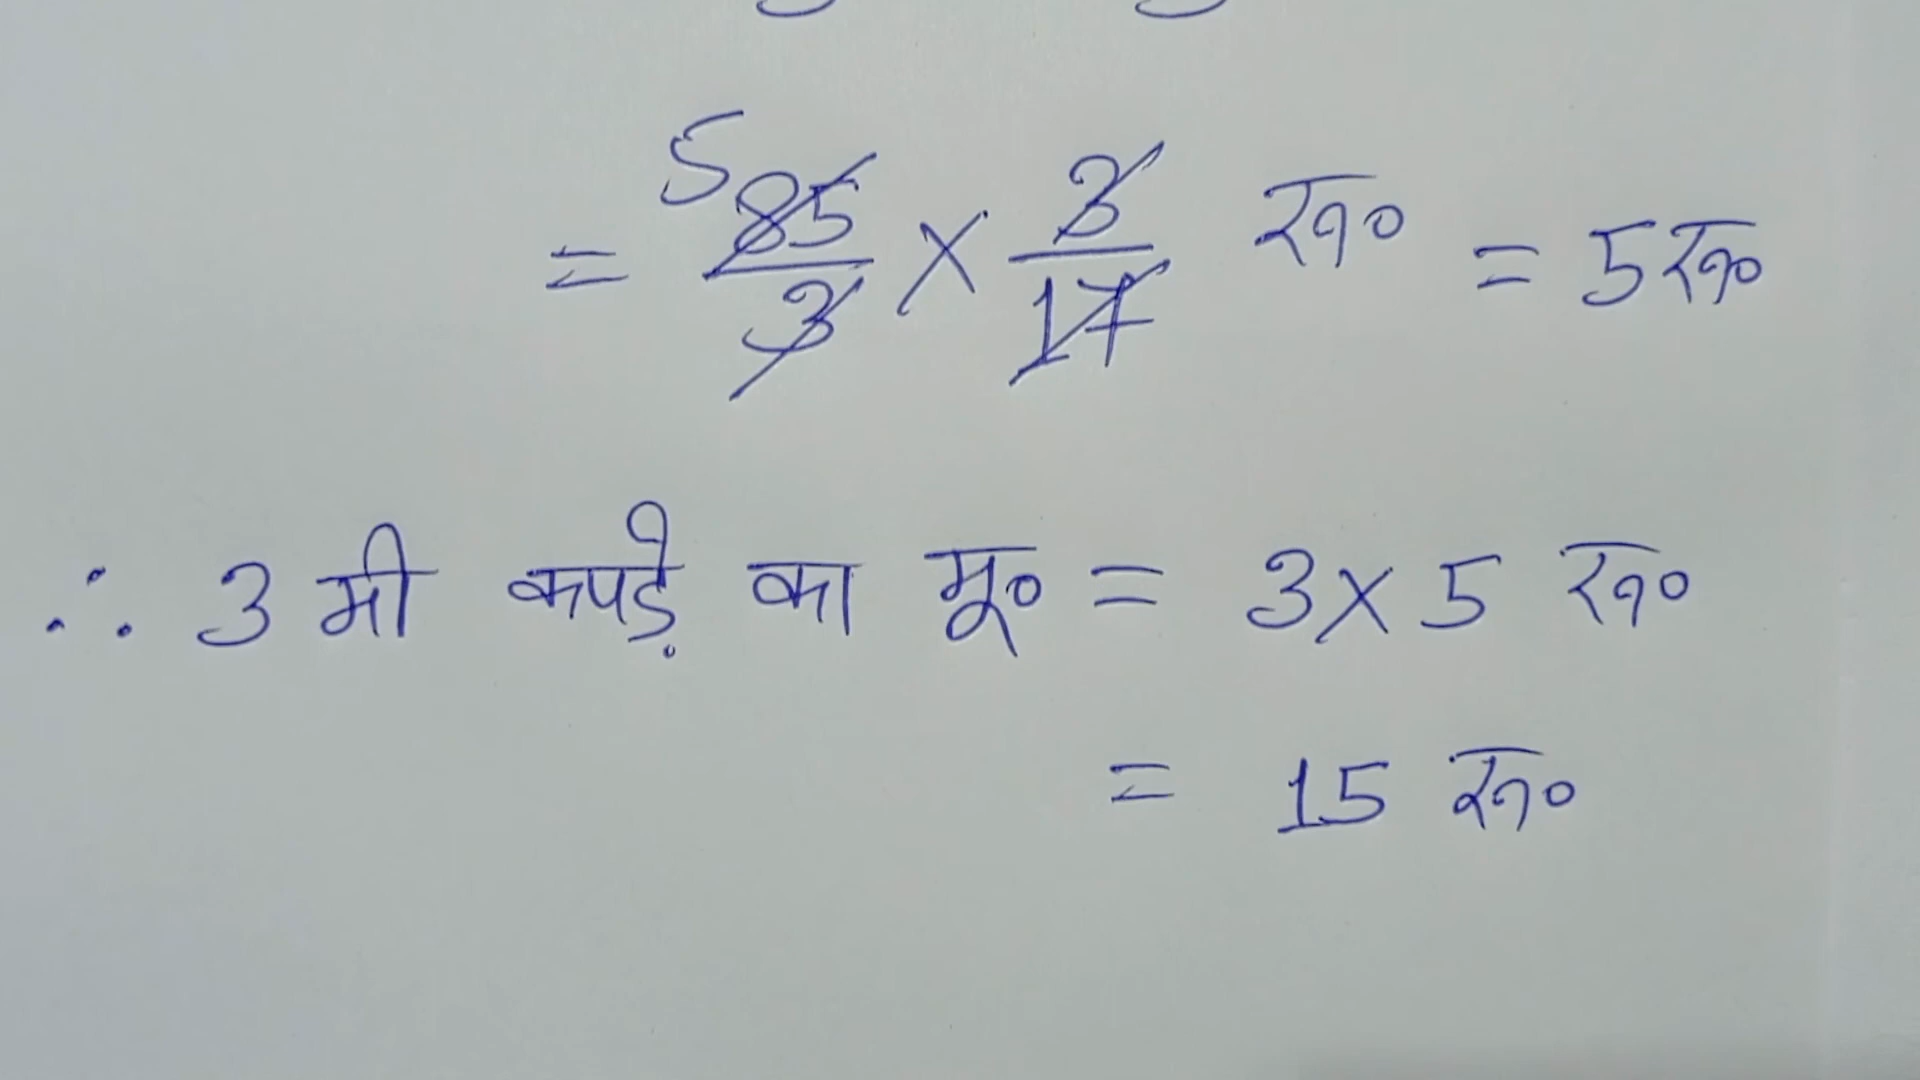 = 5 85/3 × 3/17 रु० = 5 रु०
∴ 3 मी कपड़े का मू० = 3 × 5 रु०
= 15 रु०